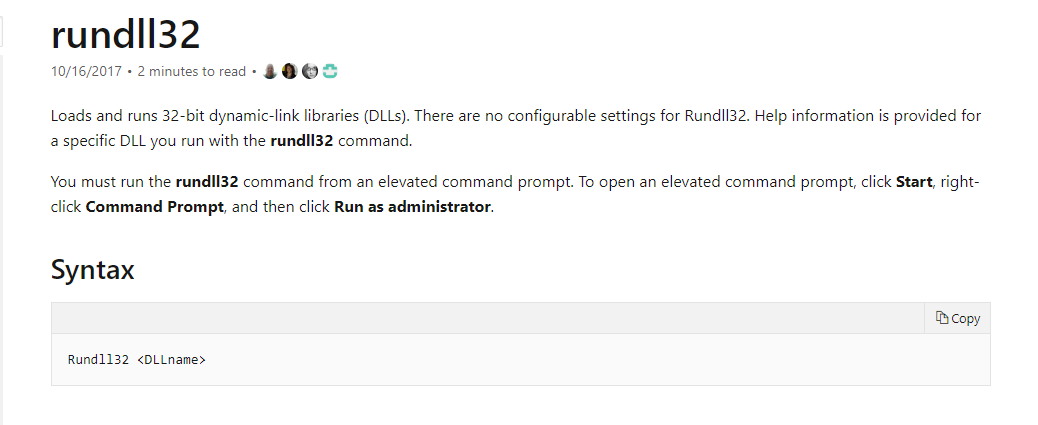 rundll32
10/16/2017 • 2 minutes to read •
Loads and runs 32-bit dynamic-link libraries (DLLs). There are no configurable settings for Rundll32. Help information is provided for
a specific DLL you run with the rundll32 command.
You must run the rundll32 command from an elevated command prompt. To open an elevated command prompt, click Start, right-
click Command Prompt, and then click Run as administrator.
Syntax
Copy
Rundll32 <DLLname>